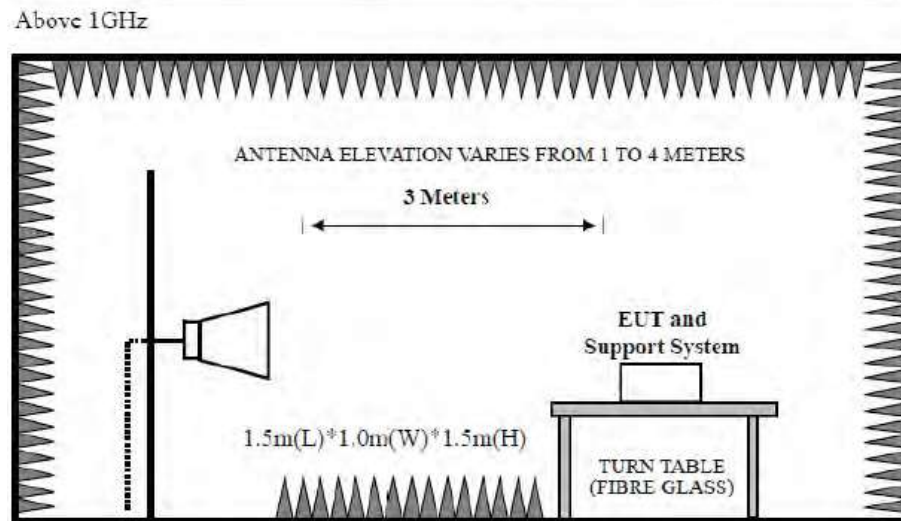 Above 1GHz
ANTENNA ELEVATION VARIES FROM 1 TO 4 METERS
3 Meters
EUT and
Support System
1.5m(L)*1.0m(W)*1.5m(H)
TURN TABLE
(FIBRE GLASS)